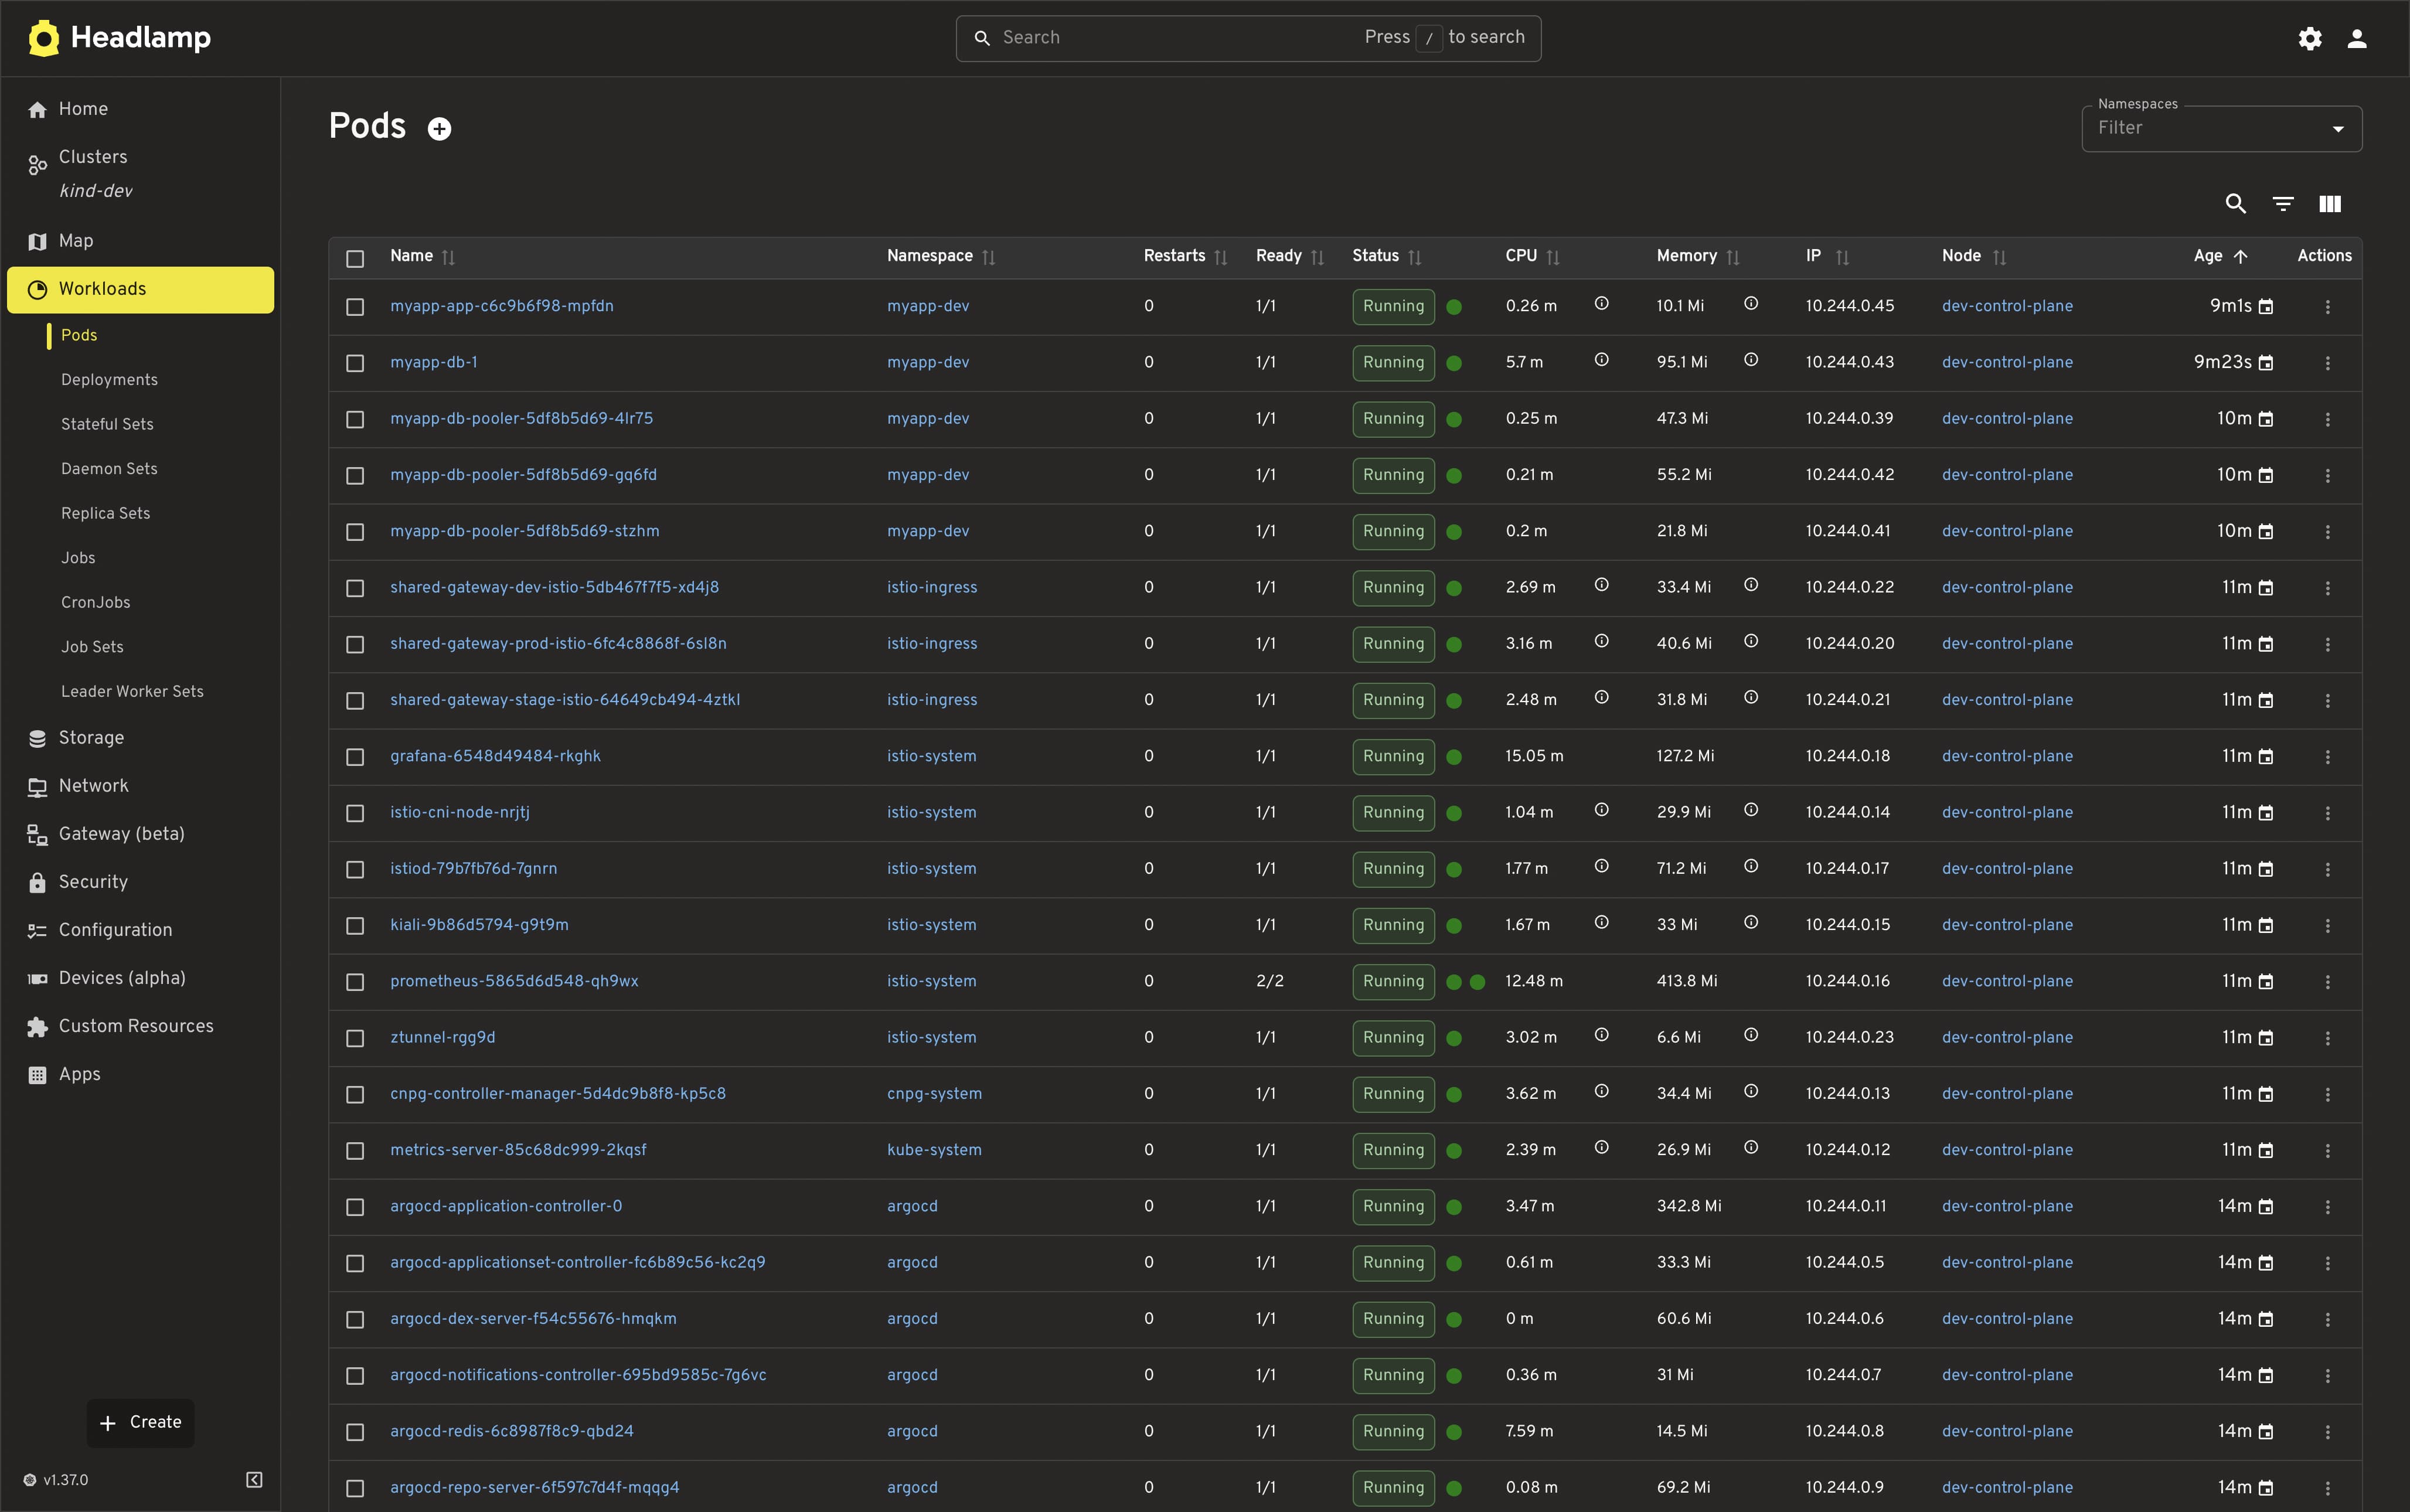 Headlamp
Search Press / to search
Home
Clusters
kind-dev
Map
Workloads
Pods
Deployments
Stateful Sets
Daemon Sets
Replica Sets
Jobs
CronJobs
Job Sets
Leader Worker Sets
Storage
Network
Gateway (beta)
Security
Configuration
Devices (alpha)
Custom Resources
Apps
Create
v1.37.0
Pods
Namespaces
Filter
Name Namespace Restarts Ready Status CPU Memory IP Node Age Actions
myapp-app-c6c9b6f98-mpfdn myapp-dev 0 1/1 Running 0.26 m 10.1 Mi 10.244.0.45 dev-control-plane 9m1s
myapp-db-1 myapp-dev 0 1/1 Running 5.7 m 95.1 Mi 10.244.0.43 dev-control-plane 9m23s
myapp-db-pooler-5df8b5d69-4lr75 myapp-dev 0 1/1 Running 0.25 m 47.3 Mi 10.244.0.39 dev-control-plane 10m
myapp-db-pooler-5df8b5d69-gq6fd myapp-dev 0 1/1 Running 0.21 m 55.2 Mi 10.244.0.42 dev-control-plane 10m
myapp-db-pooler-5df8b5d69-stzhm myapp-dev 0 1/1 Running 0.2 m 21.8 Mi 10.244.0.41 dev-control-plane 10m
shared-gateway-dev-istio-5db467f7f5-xd4j8 istio-ingress 0 1/1 Running 2.69 m 33.4 Mi 10.244.0.22 dev-control-plane 11m
shared-gateway-prod-istio-6fc4c8868f-6sl8n istio-ingress 0 1/1 Running 3.16 m 40.6 Mi 10.244.0.20 dev-control-plane 11m
shared-gateway-stage-istio-64649cb494-4ztkl istio-ingress 0 1/1 Running 2.48 m 31.8 Mi 10.244.0.21 dev-control-plane 11m
grafana-6548d49484-rkghk istio-system 0 1/1 Running 15.05 m 127.2 Mi 10.244.0.18 dev-control-plane 11m
istio-cni-node-nrjtj istio-system 0 1/1 Running 1.04 m 29.9 Mi 10.244.0.14 dev-control-plane 11m
istiod-79b7fb76d-7gnrn istio-system 0 1/1 Running 1.77 m 71.2 Mi 10.244.0.17 dev-control-plane 11m
kiali-9b86d5794-g9t9m istio-system 0 1/1 Running 1.67 m 33 Mi 10.244.0.15 dev-control-plane 11m
prometheus-5865d6d548-qh9wx istio-system 0 2/2 Running 12.48 m 413.8 Mi 10.244.0.16 dev-control-plane 11m
ztunnel-rgg9d istio-system 0 1/1 Running 3.02 m 6.6 Mi 10.244.0.23 dev-control-plane 11m
cnpg-controller-manager-5d4dc9b8f8-kp5c8 cnpg-system 0 1/1 Running 3.62 m 34.4 Mi 10.244.0.13 dev-control-plane 11m
metrics-server-85c68dc999-2kqsf kube-system 0 1/1 Running 2.39 m 26.9 Mi 10.244.0.12 dev-control-plane 11m
argocd-application-controller-0 argocd 0 1/1 Running 3.47 m 342.8 Mi 10.244.0.11 dev-control-plane 14m
argocd-applicationset-controller-fc6b89c56-kc2q9 argocd 0 1/1 Running 0.61 m 33.3 Mi 10.244.0.5 dev-control-plane 14m
argocd-dex-server-f54c55676-hmqkm argocd 0 1/1 Running 0 m 60.6 Mi 10.244.0.6 dev-control-plane 14m
argocd-notifications-controller-695bd9585c-7g6vc argocd 0 1/1 Running 0.36 m 31 Mi 10.244.0.7 dev-control-plane 14m
argocd-redis-6c8987f8c9-qbd24 argocd 0 1/1 Running 7.59 m 14.5 Mi 10.244.0.8 dev-control-plane 14m
argocd-repo-server-6f597c7d4f-mqqg4 argocd 0 1/1 Running 0.08 m 69.2 Mi 10.244.0.9 dev-control-plane 14m